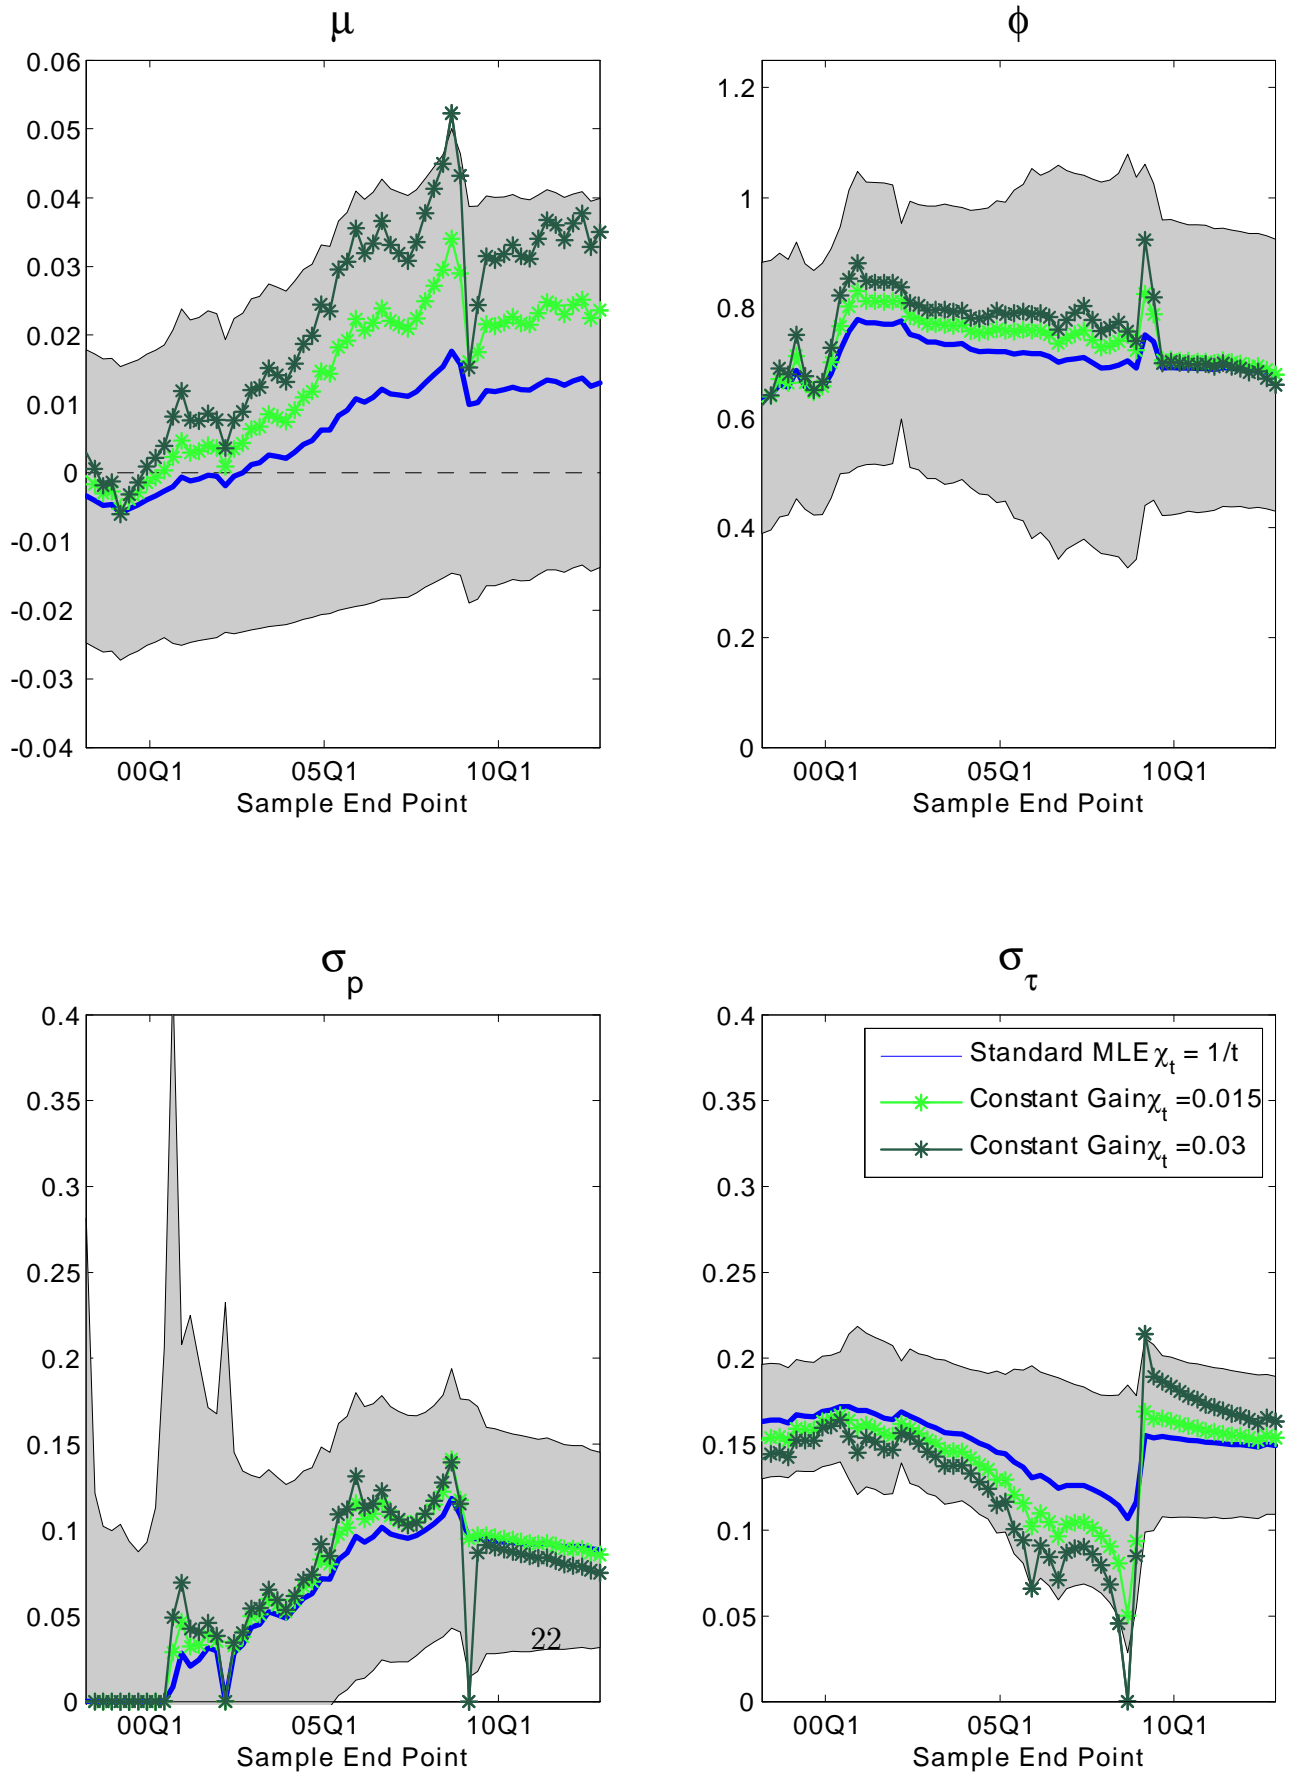 μ
0.06
0.05
0.04
0.03
0.02
0.01
0
-0.01
-0.02
-0.03
-0.04
00Q1 05Q1 10Q1
Sample End Point
ϕ
1.2
1
0.8
0.6
0.4
0.2
0
00Q1 05Q1 10Q1
Sample End Point
σp
0.4
0.35
0.3
0.25
0.2
0.15
0.1
0.05
0
00Q1 05Q1 10Q1
Sample End Point
22
στ
0.4
0.35
0.3
0.25
0.2
0.15
0.1
0.05
0
00Q1 05Q1 10Q1
Sample End Point
Standard MLE χt = 1/t
Constant Gainχt =0.015
Constant Gainχt =0.03